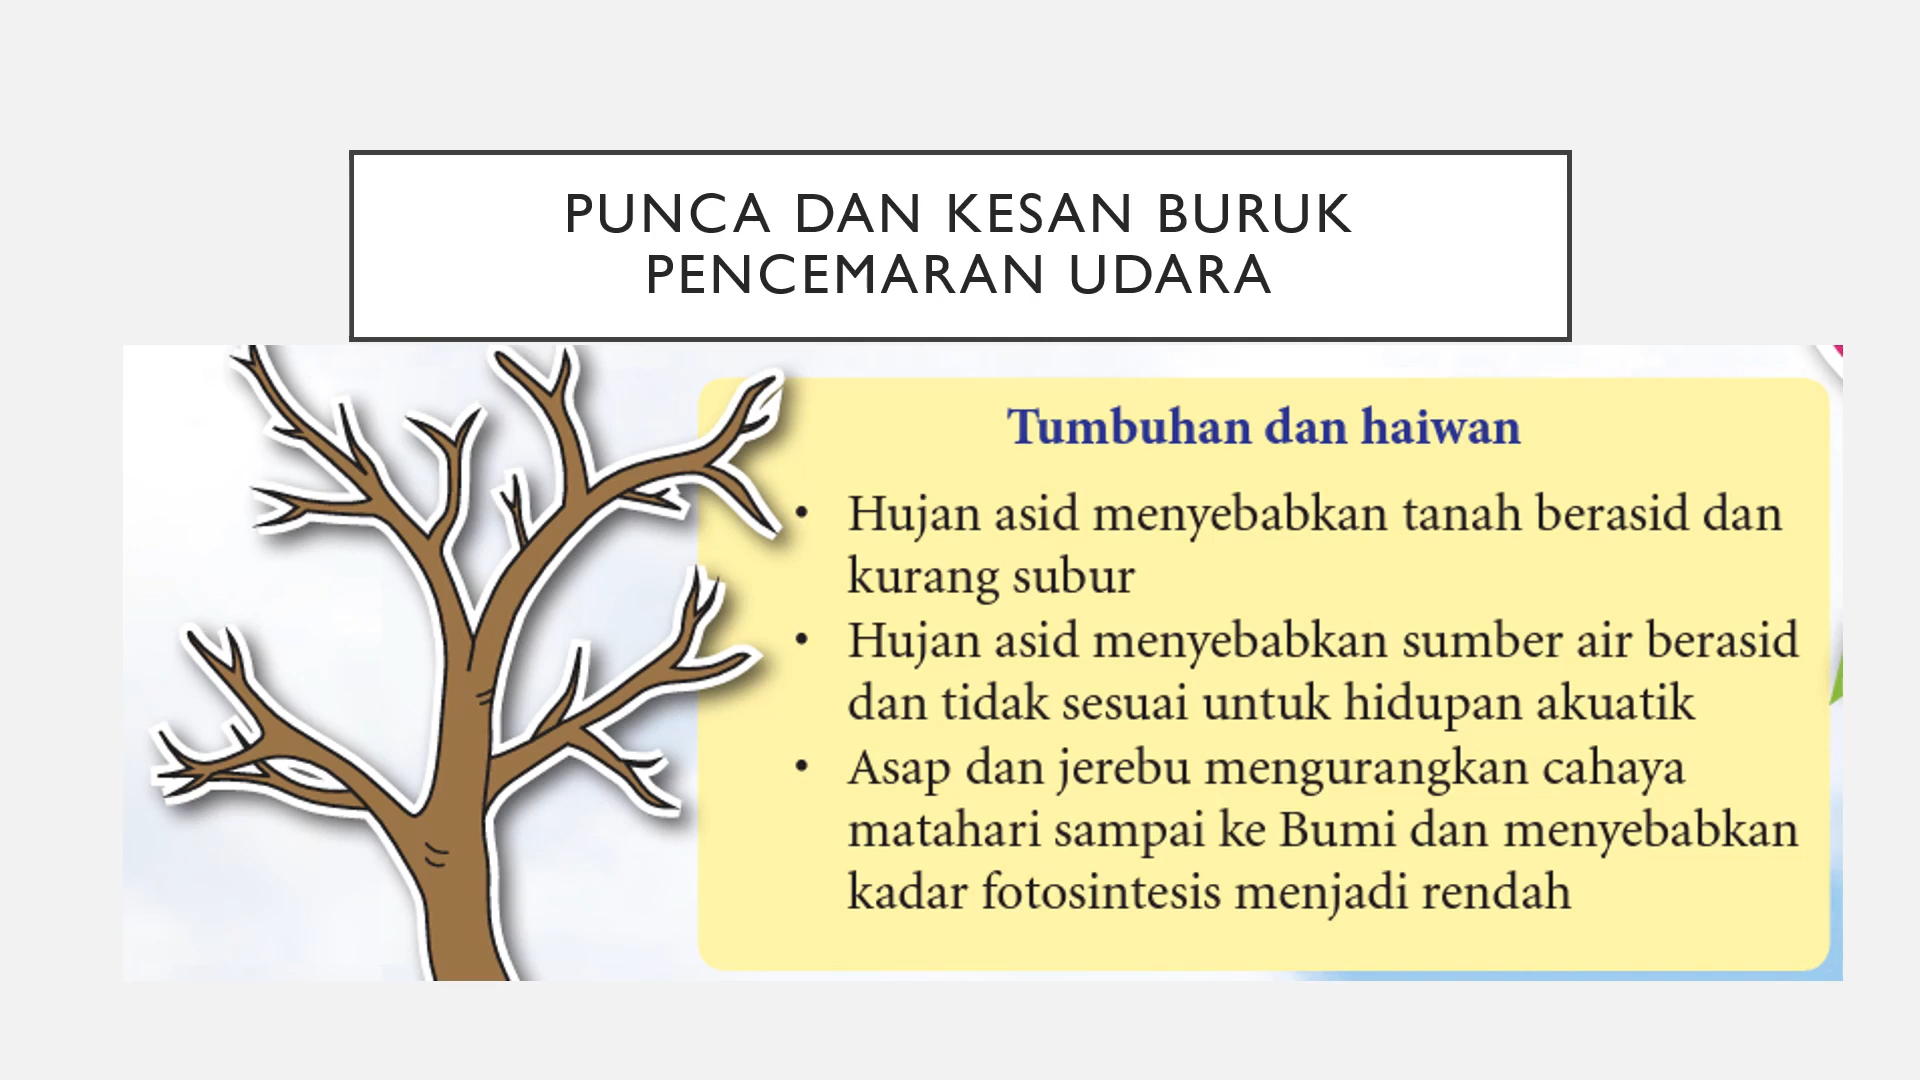 PUNCA DAN KESAN BURUK
PENCEMARAN UDARA
Tumbuhan dan haiwan
• Hujan asid menyebabkan tanah berasid dan
kurang subur
• Hujan asid menyebabkan sumber air berasid
dan tidak sesuai untuk hidupan akuatik
• Asap dan jerebu mengurangkan cahaya
matahari sampai ke Bumi dan menyebabkan
kadar fotosintesis menjadi rendah